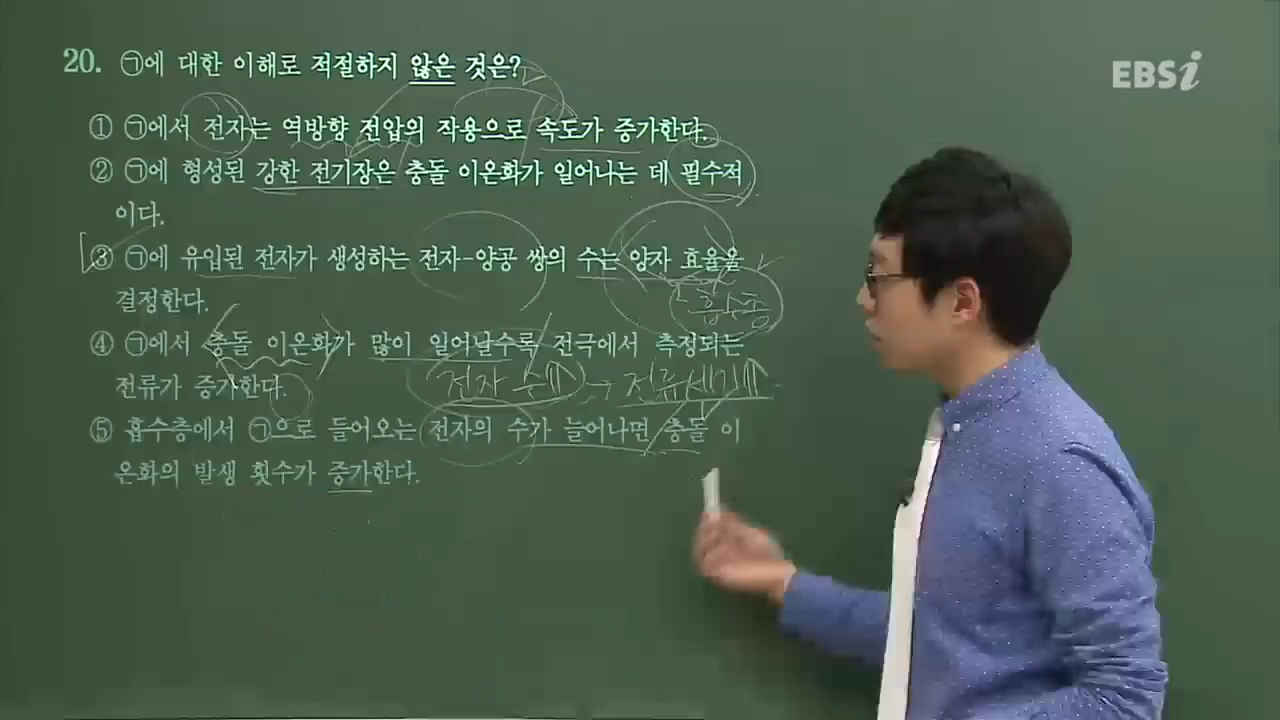 EBSi
20. ㉠에 대한 이해로 적절하지 않은 것은?
① ㉠에서 전자는 역방향 전압의 작용으로 속도가 증가한다.
② ㉠에 형성된 강한 전기장은 충돌 이온화가 일어나는 데 필수적
이다.
③ ㉠에 유입된 전자가 생성하는 전자-양공 쌍의 수는 양자 효율을
결정한다.
흡수층
④ ㉠에서 충돌 이온화가 많이 일어날수록 전극에서 측정되는
전류가 증가한다.
전자 수⇑ → 전류 세기⇑
⑤ 흡수층에서 ㉠으로 들어오는 전자의 수가 늘어나면 충돌 이
온화의 발생 횟수가 증가한다.